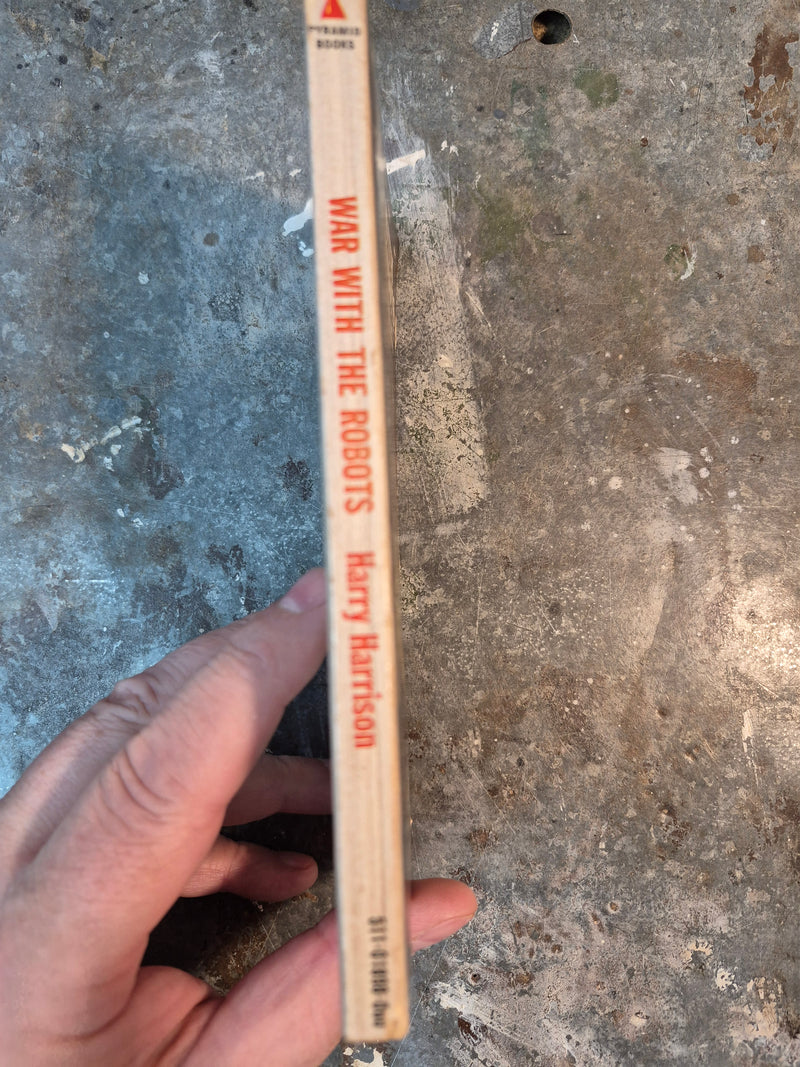 PYRAMID
BOOKS
WAR WITH THE ROBOTS Harry Harrison